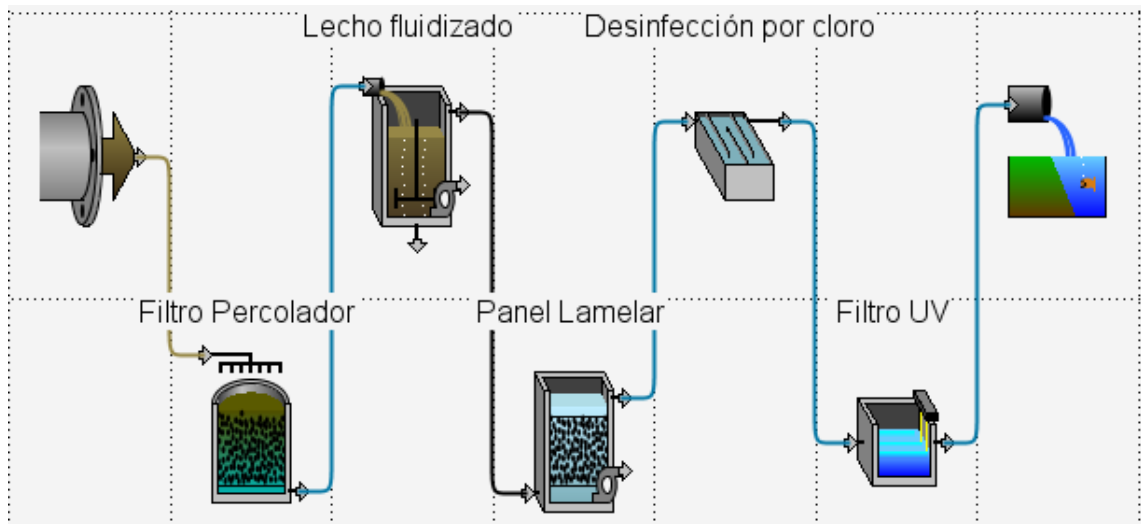 Lecho fluidizado
Desinfección por cloro
Filtro Percolador
Panel Lamelar
Filtro UV